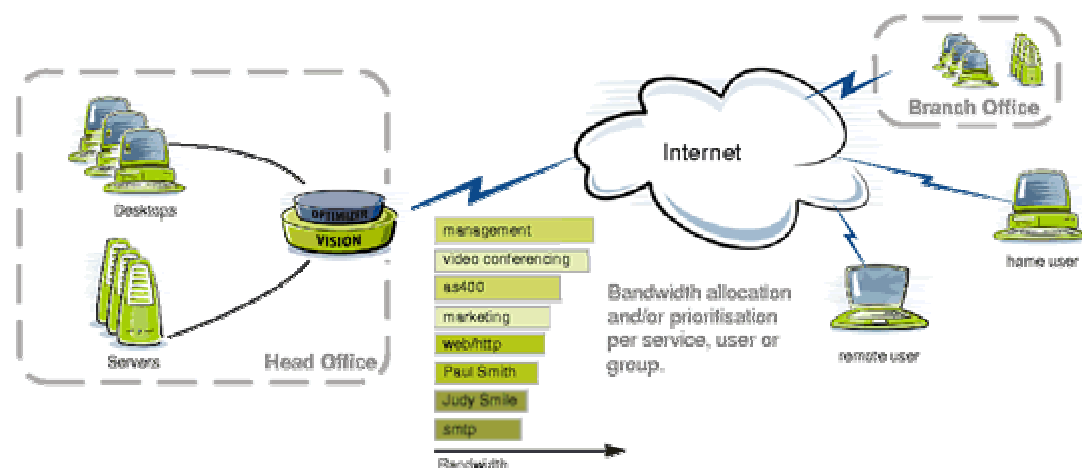 Desktops
OPTIMIZER
VISION
Servers
Head Office
management
video conferencing
as400
marketing
web/http
Paul Smith
Judy Smile
smtp
Bandwidth
Internet
Bandwidth allocation
and/or prioritisation
per service, user or
group.
Branch Office
home user
remote user